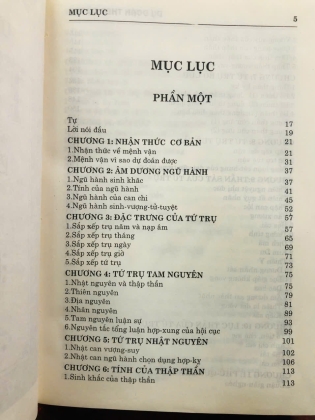 MỤC LỤC 5
MỤC LỤC
PHẦN MỘT
Tự 17
Lời nói đầu 19
CHƯƠNG 1: NHẬN THỨC CƠ BẢN 21
1.Nhận thức về mệnh vận 21
2.Mệnh vận vì sao dự đoán được 31
CHƯƠNG 2: ÂM DƯƠNG NGŨ HÀNH 37
1.Ngũ hành sinh khắc 37
2.Tính của ngũ hành 41
3.Ngũ hành của can chi 45
4.Ngũ hành sinh-vượng-tử-tuyệt 52
CHƯƠNG 3: ĐẶC TRƯNG CỦA TỨ TRỤ 57
1.Sắp xếp trụ năm và nạp âm 57
2.Sắp xếp trụ tháng 65
3.Sắp xếp trụ ngày 69
4.Sắp xếp trụ giờ 71
5.Sắp xếp tứ trụ 73
CHƯƠNG 4: TỨ TRỤ TAM NGUYÊN 75
1.Nhật nguyên và thập thần 75
2.Thiên nguyên 79
3.Địa nguyên 81
4.Nhân nguyên 91
5.Tam nguyên luận sự 93
6.Nguyên tắc tổng luận hợp-xung của hội cục 99
CHƯƠNG 5: TỨ TRỤ NHẬT NGUYÊN 101
1.Nhật can vượng-suy 102
2.Nhật can ngũ hành chọn dụng hợp-kỵ 106
CHƯƠNG 6: TÍNH CỦA THẬP THẦN 113
1.Sinh khắc của thập thần 113